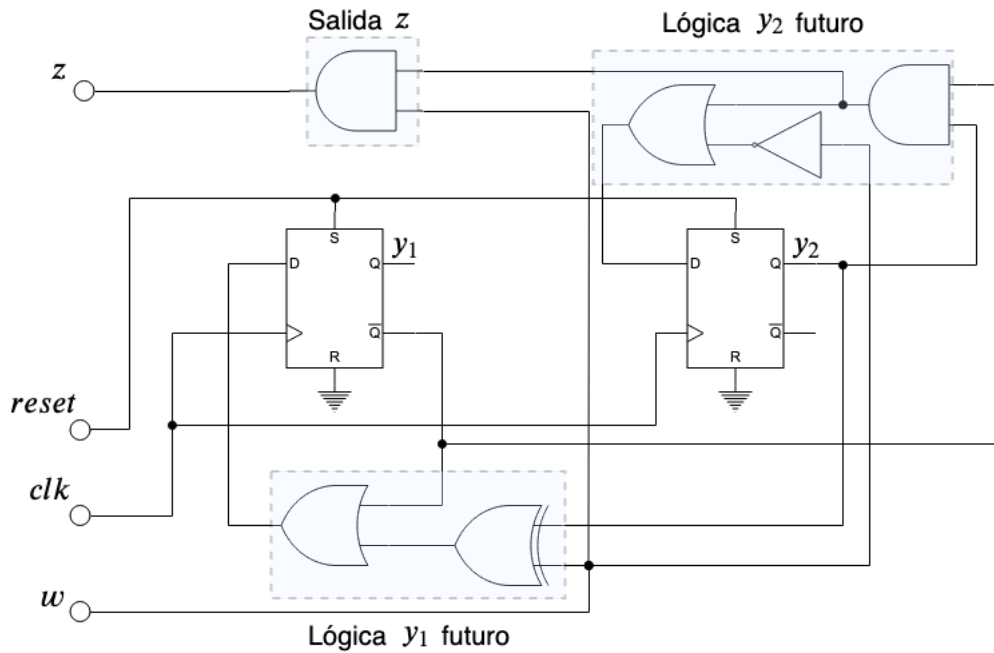 Salida z
Lógica y₂ futuro
z
S
D
Q
Q̅
R
y₁
S
D
Q
Q̅
R
y₂
reset
clk
w
Lógica y₁ futuro